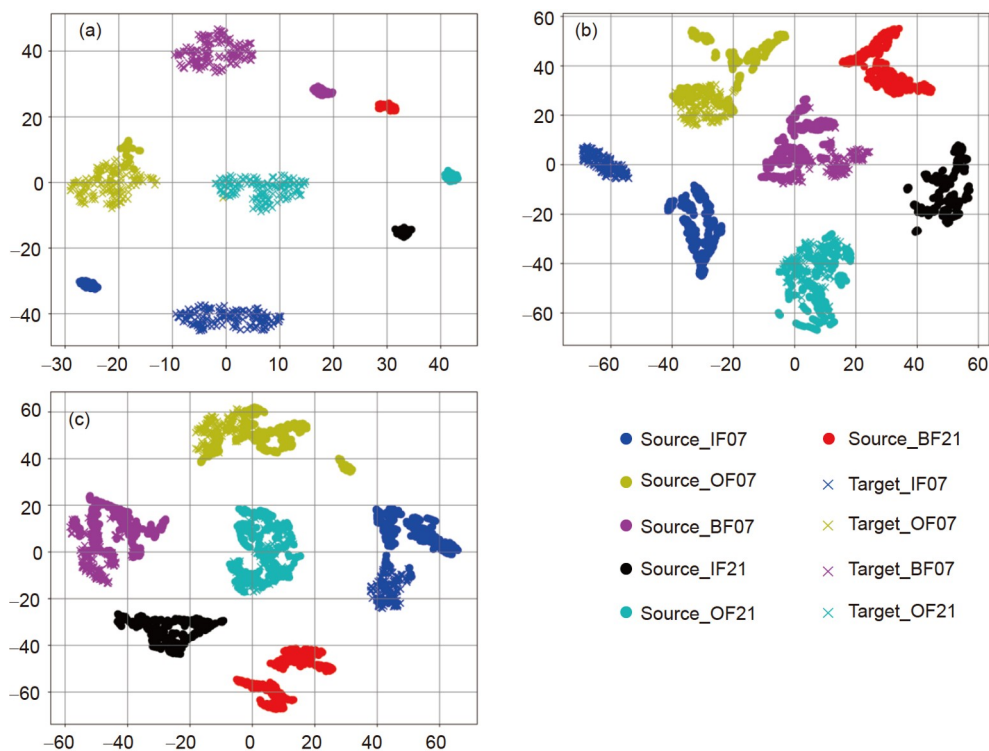 (a)
40
20
0
−20
−40
−30 −20 −10 0 10 20 30 40
(b)
60
40
20
0
−20
−40
−60
−60 −40 −20 0 20 40 60
(c)
60
40
20
0
−20
−40
−60
−60 −40 −20 0 20 40 60
Source_IF07 Source_BF21
Source_OF07 Target_IF07
Source_BF07 Target_OF07
Source_IF21 Target_BF07
Source_OF21 Target_OF21